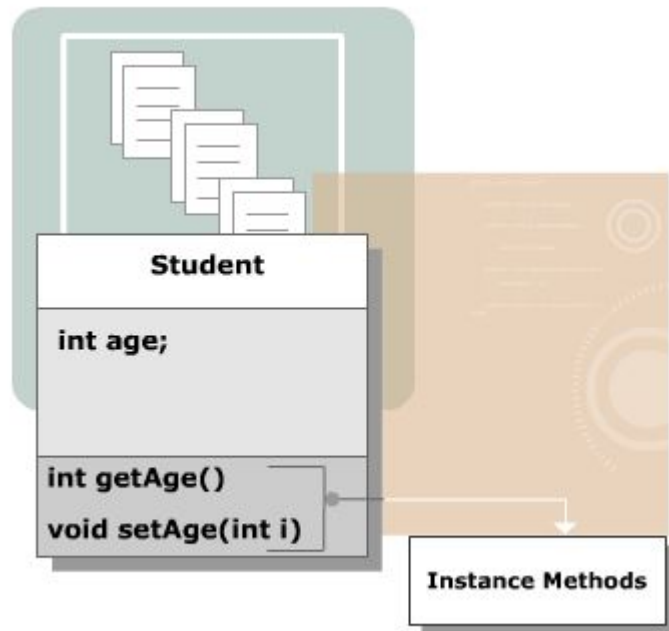 Student
int age;
int getAge()
void setAge(int i)
Instance Methods